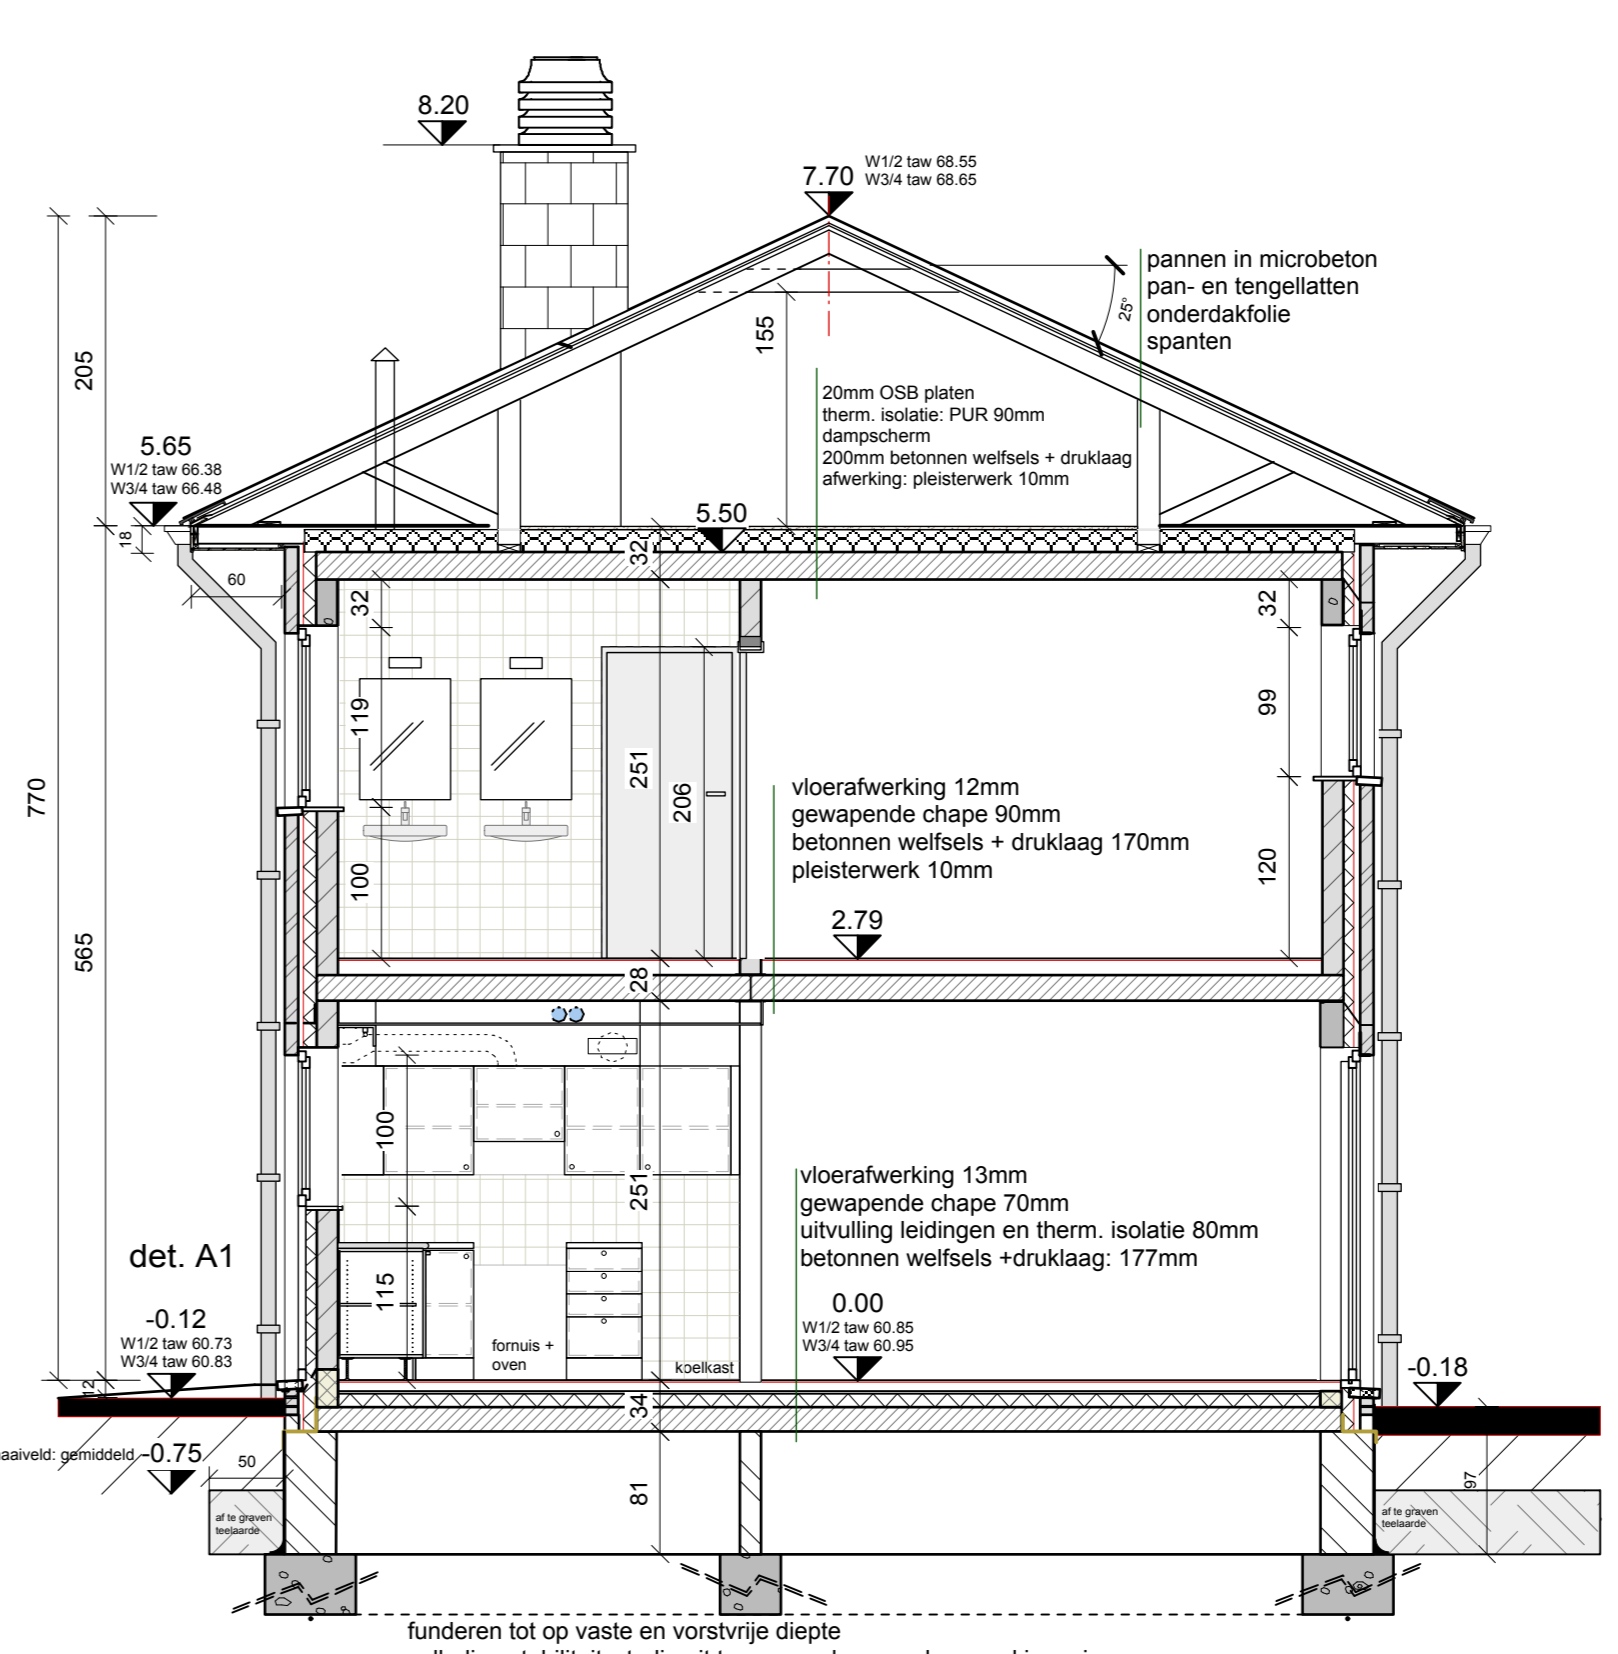 8.20
7.70
W1/2 taw 68.55
W3/4 taw 68.65
pannen in microbeton
pan- en tengellatten
onderdakfolie
spanten
25°
205
155
20mm OSB platen
therm. isolatie: PUR 90mm
dampscherm
200mm betonnen welfsels + druklaag
afwerking: pleisterwerk 10mm
5.65
W1/2 taw 66.38
W3/4 taw 66.48
5.50
18
32
60
32
32
119
99
251
206
770
vloerafwerking 12mm
gewapende chape 90mm
betonnen welfsels + druklaag 170mm
pleisterwerk 10mm
100
120
565
2.79
28
100
251
vloerafwerking 13mm
gewapende chape 70mm
uitvulling leidingen en therm. isolatie 80mm
betonnen welfsels +druklaag: 177mm
det. A1
115
-0.12
W1/2 taw 60.73
W3/4 taw 60.83
0.00
W1/2 taw 60.85
W3/4 taw 60.95
fornuis +
oven
koelkast
-0.18
12
34
gemiddeld -0.75
50
81
97
af te graven
teelaarde
af te graven
teelaarde
funderen tot op vaste en vorstvrije diepte